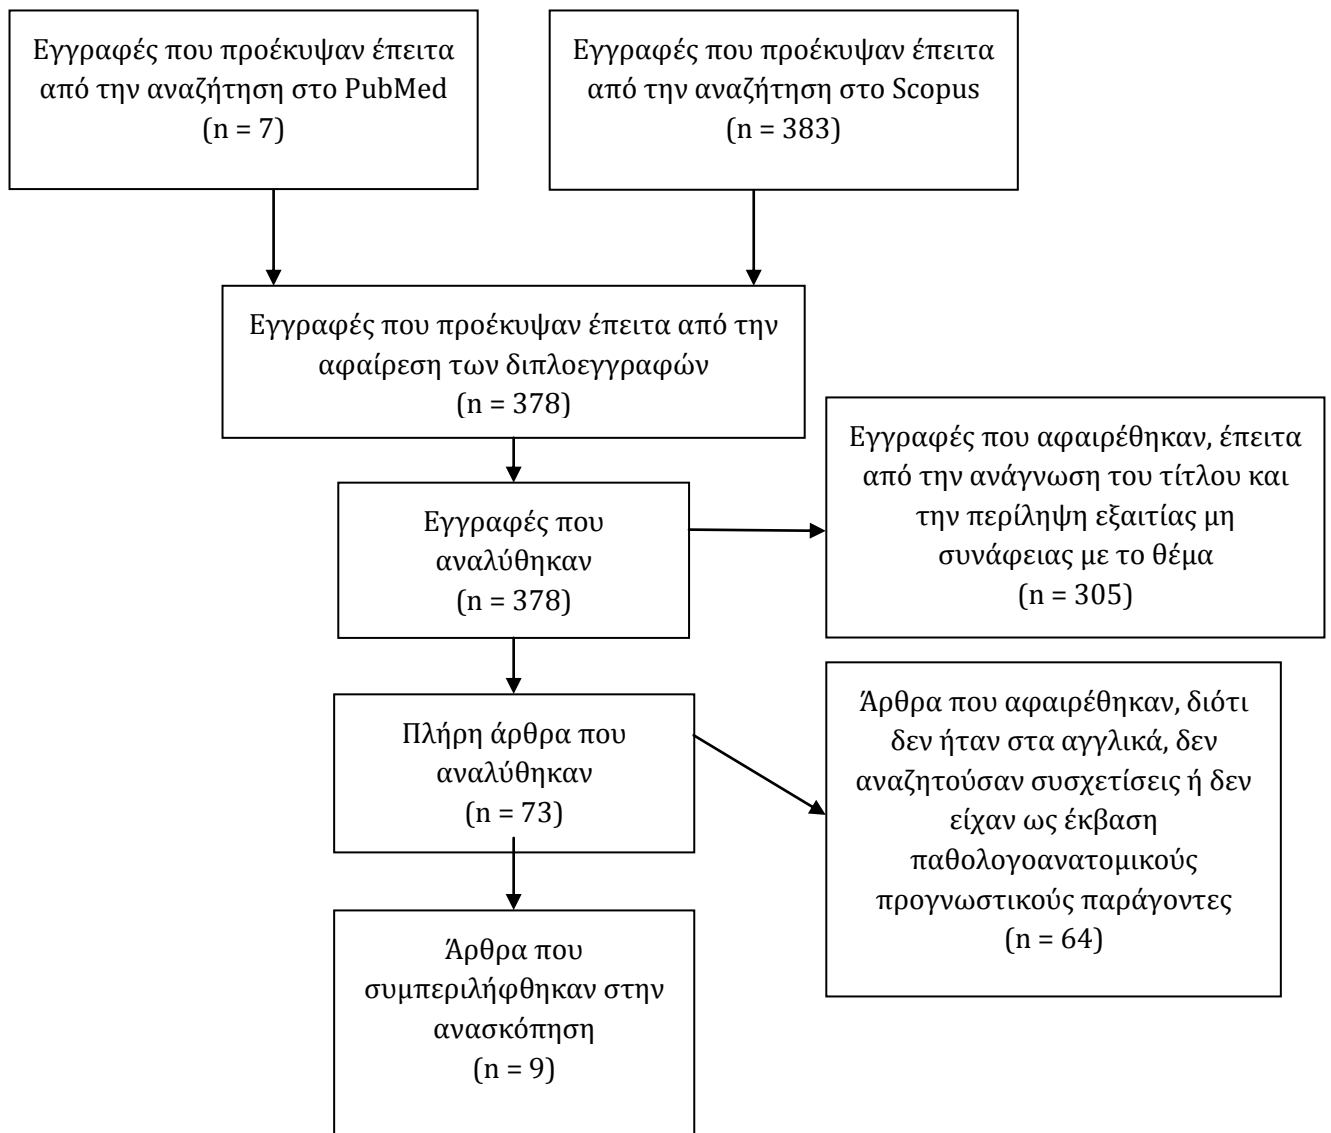 Εγγραφές που προέκυψαν έπειτα
από την αναζήτηση στο PubMed
(n = 7)
Εγγραφές που προέκυψαν έπειτα
από την αναζήτηση στο Scopus
(n = 383)
Εγγραφές που προέκυψαν έπειτα από την
αφαίρεση των διπλοεγγραφών
(n = 378)
Εγγραφές που
αναλύθηκαν
(n = 378)
Εγγραφές που αφαιρέθηκαν, έπειτα
από την ανάγνωση του τίτλου και
την περίληψη εξαιτίας μη
συνάφειας με το θέμα
(n = 305)
Πλήρη άρθρα που
αναλύθηκαν
(n = 73)
Άρθρα που αφαιρέθηκαν, διότι
δεν ήταν στα αγγλικά, δεν
αναζητούσαν συσχετίσεις ή δεν
είχαν ως έκβαση
παθολογοανατομικούς
προγνωστικούς παράγοντες
(n = 64)
Άρθρα που
συμπεριλήφθηκαν στην
ανασκόπηση
(n = 9)